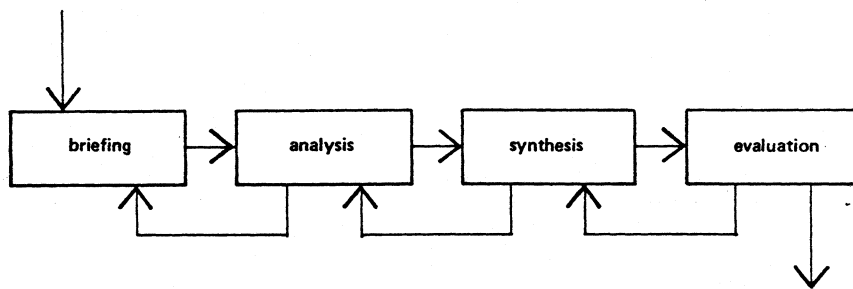 briefing
analysis
synthesis
evaluation